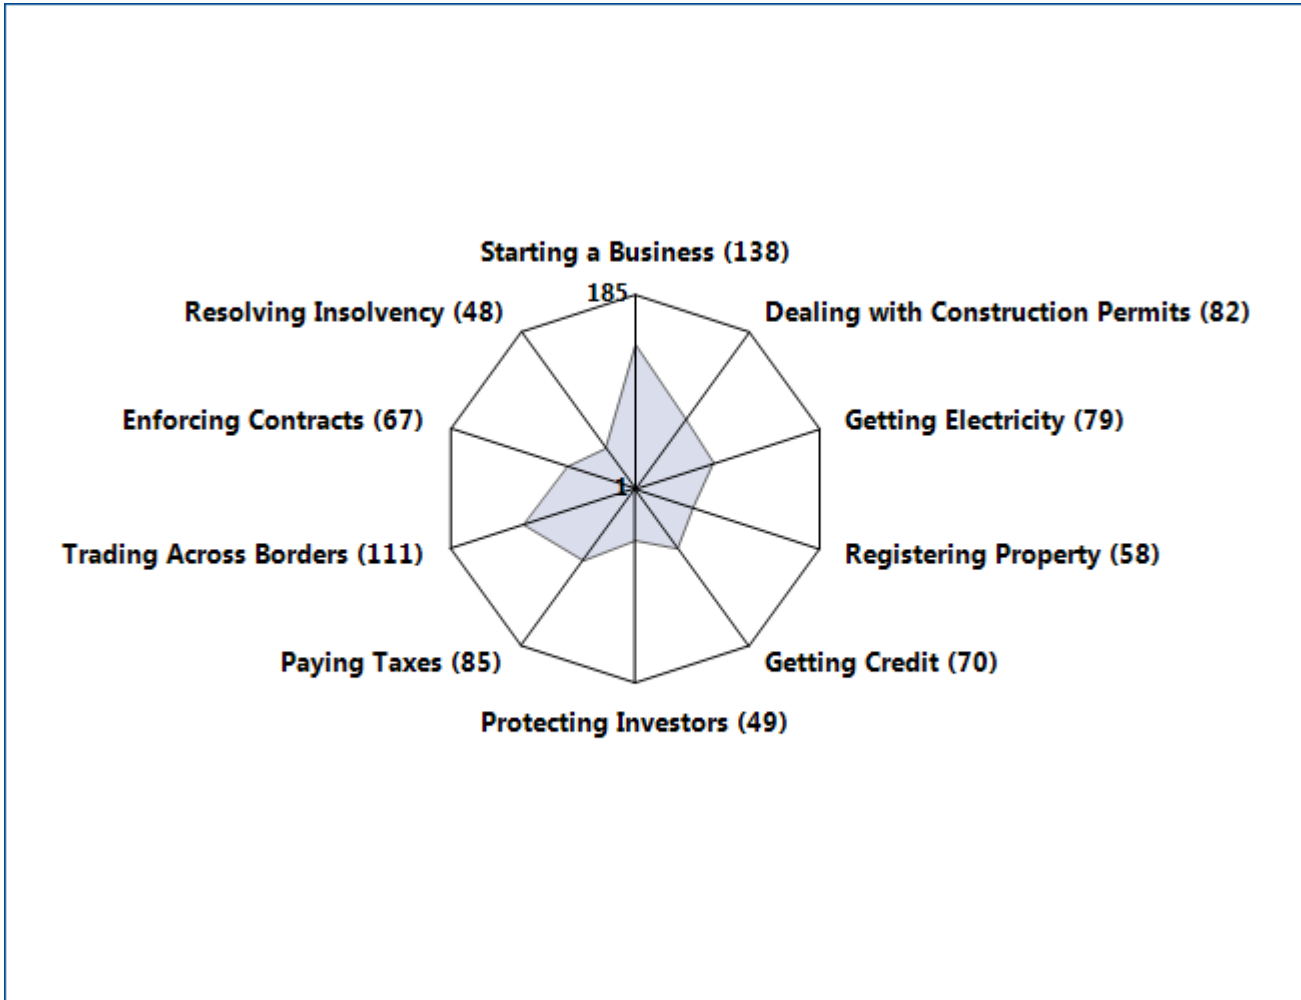 Starting a Business (138)
185
Resolving Insolvency (48)
Dealing with Construction Permits (82)
Enforcing Contracts (67)
Getting Electricity (79)
1
Trading Across Borders (111)
Registering Property (58)
Paying Taxes (85)
Getting Credit (70)
Protecting Investors (49)